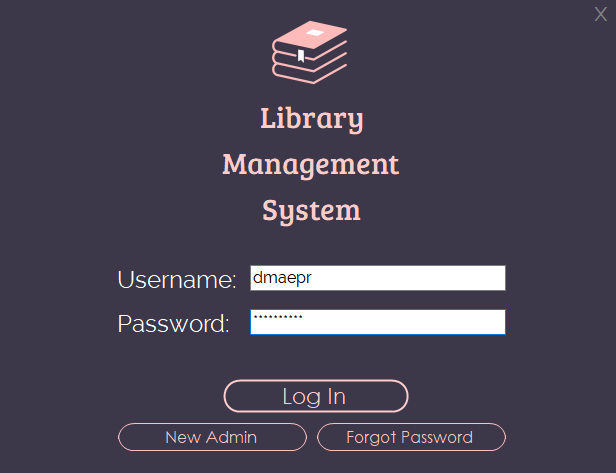 X
Library
Management
System
Username: dmaepr
Password: **********
Log In
New Admin Forgot Password